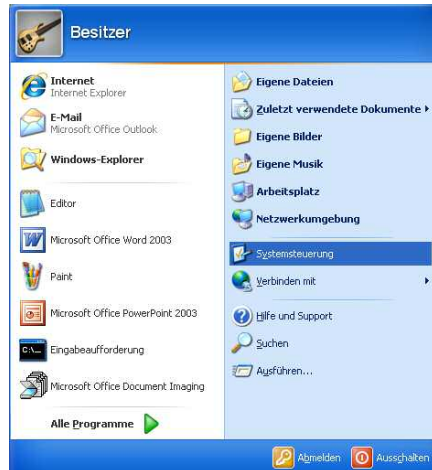 Besitzer
Internet
Internet Explorer
E-Mail
Microsoft Office Outlook
Windows-Explorer
Editor
Microsoft Office Word 2003
Paint
Microsoft Office PowerPoint 2003
C:\_
Eingabeaufforderung
Microsoft Office Document Imaging
Alle Programme
Eigene Dateien
Zuletzt verwendete Dokumente
Eigene Bilder
Eigene Musik
Arbeitsplatz
Netzwerkumgebung
Systemsteuerung
Verbinden mit
Hilfe und Support
Suchen
Ausführen...
Abmelden
Ausschalten